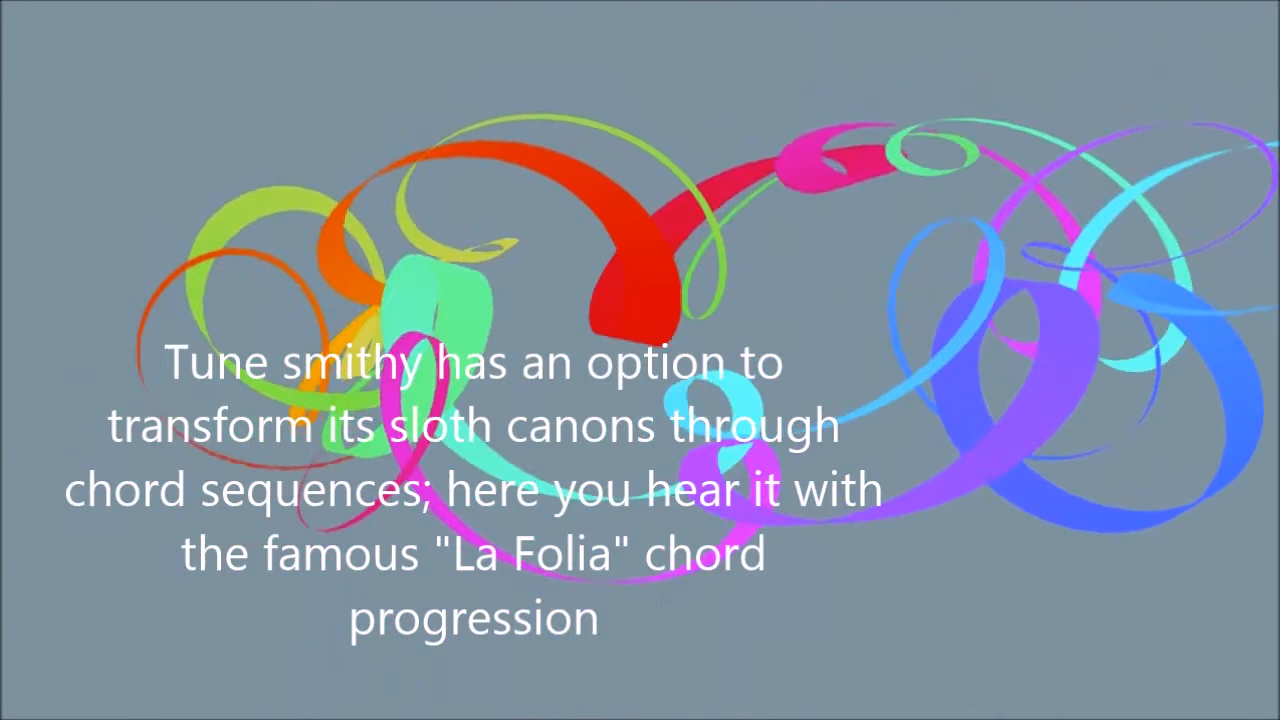 Tune smithy has an option to
transform its sloth canons through
chord sequences; here you hear it with
the famous "La Folia" chord
progression